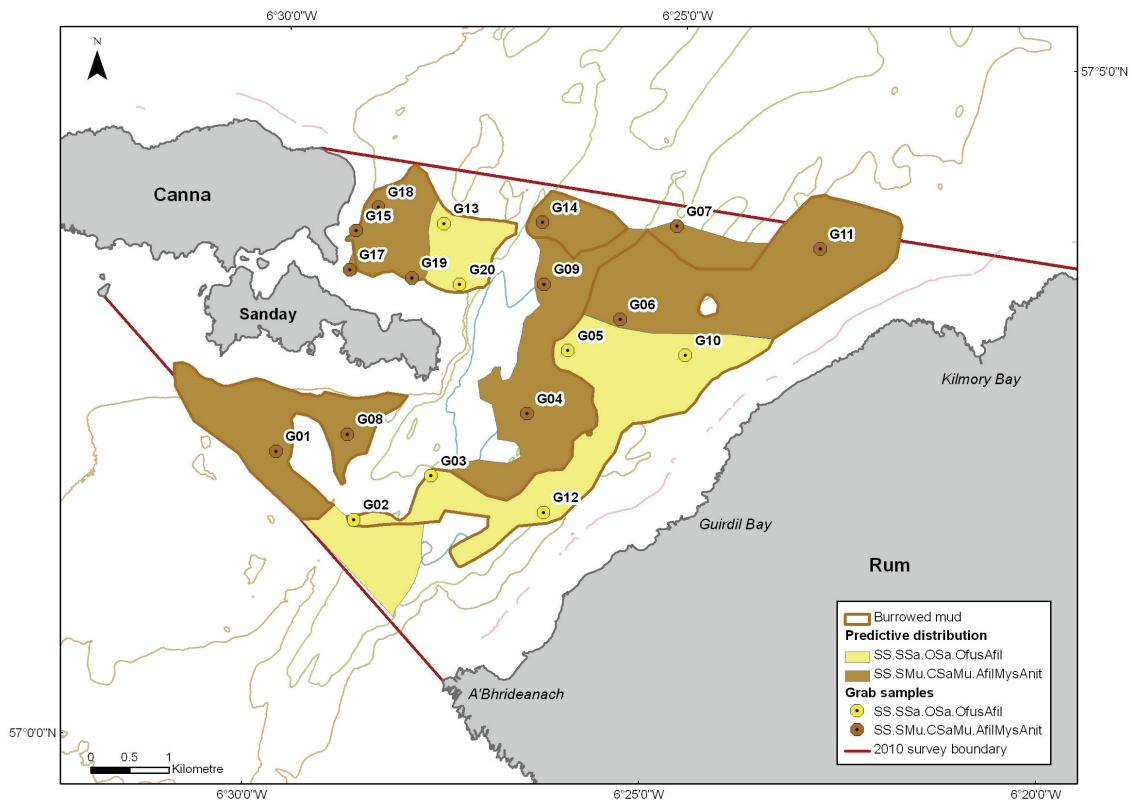 6°30'0"W
6°25'0"W
57°5'0"N
N
Canna
G18
G15
G13
G14
G07
G11
G17
G19
G20
G09
Sanday
G06
G05
G10
Kilmory Bay
G04
G08
G01
G03
G02
G12
Guirdil Bay
Rum
A'Bhrideanach
Burrowed mud
Predictive distribution
SS.SSa.OSa.OfusAfil
SS.SMu.CSaMu.AfilMysAnit
Grab samples
SS.SSa.OSa.OfusAfil
SS.SMu.CSaMu.AfilMysAnit
2010 survey boundary
57°0'0"N
0 0.5 1
Kilometre
6°30'0"W
6°25'0"W
6°20'0"W